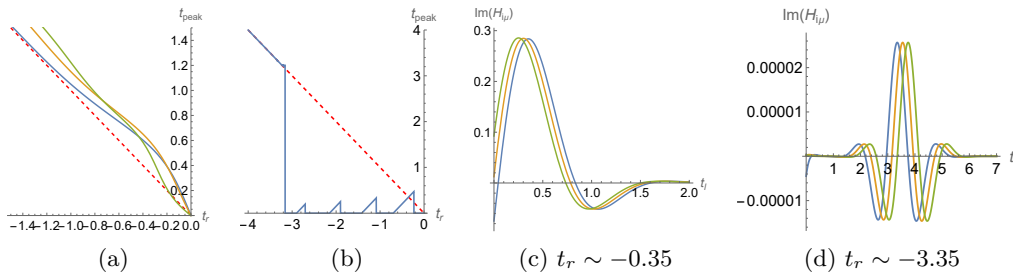 t_peak
1.4
1.2
1.0
0.8
0.6
0.4
0.2
-1.4-1.2-1.0-0.8-0.6-0.4-0.2 0.0
t_r
(a)
t_peak
4
3
2
1
−4 −3 −2 −1 0
t_r
(b)
Im(H_iμ)
0.3
0.2
0.1
0.5 1.0 1.5 2.0
t_l
(c) t_r ∼ −0.35
Im(H_iμ)
0.00002
0.00001
−0.00001
1 2 3 4 5 6 7
t
(d) t_r ∼ −3.35